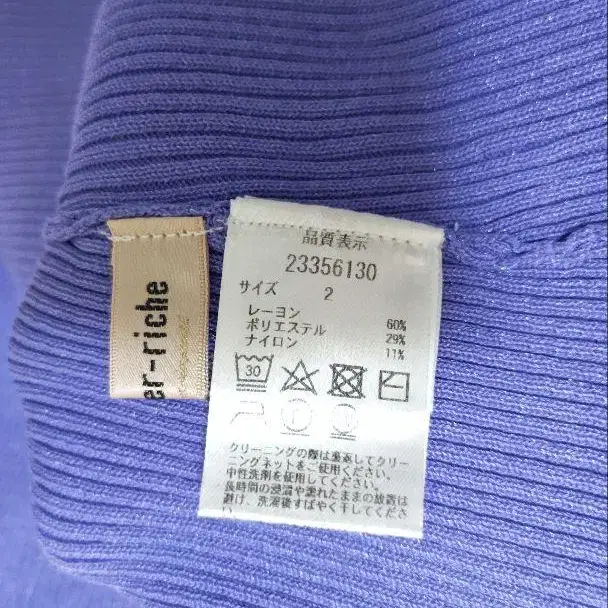 er-riche
品質表示
23356130
サイズ 2
レーヨン 60%
ポリエステル 29%
ナイロン 11%
30
クリーニングの際は裏返してクリー
ニングネットをご使用ください。
中性洗剤を使用してください。
長時間の浸漬や濡れたままの放置は
避け、洗濯後すばやく干してくださ
い。